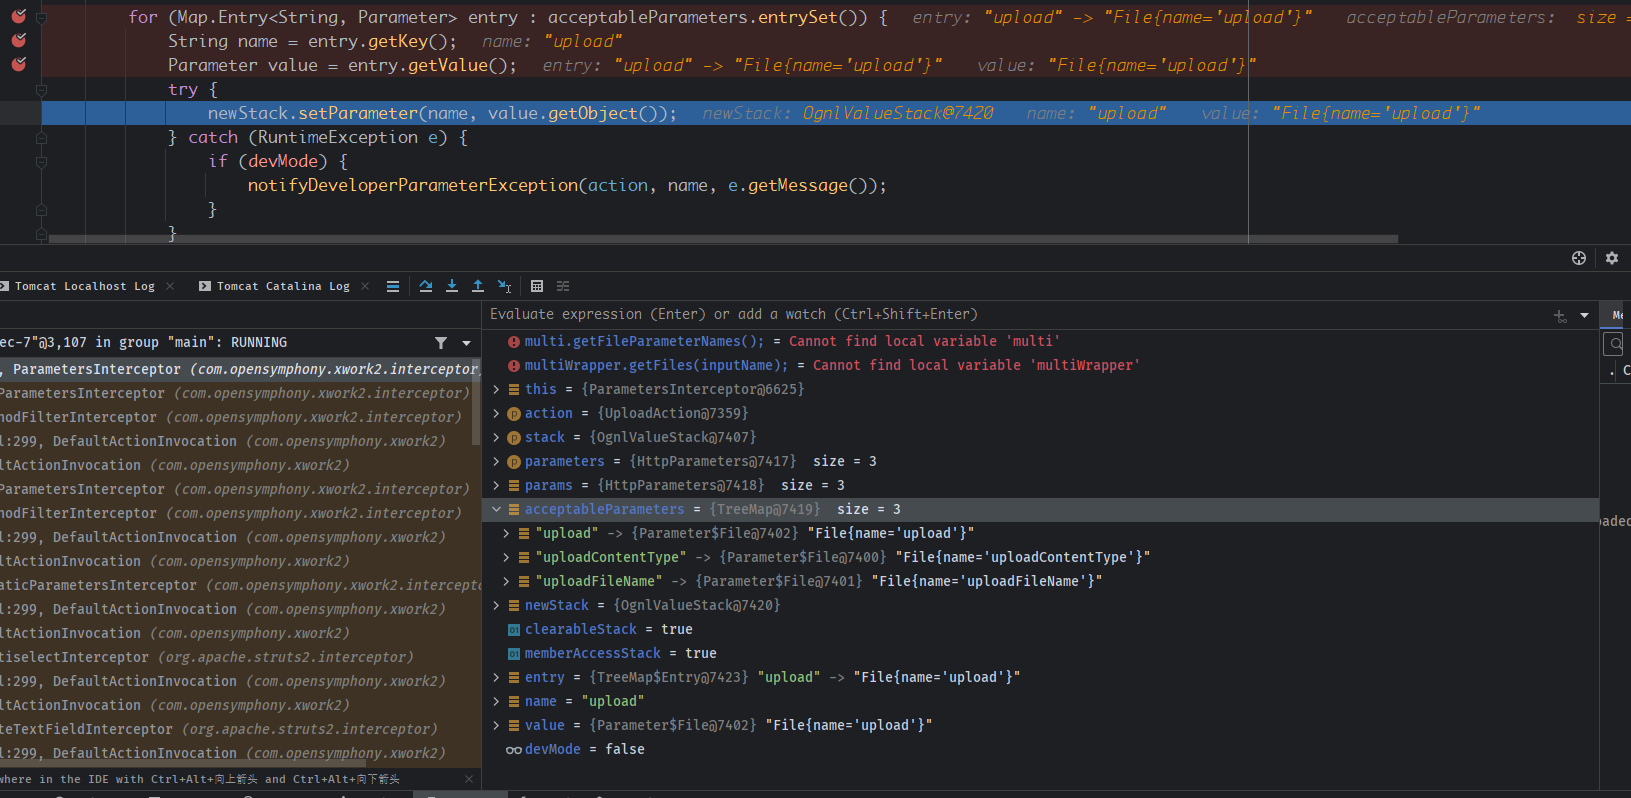 for (Map.Entry<String, Parameter> entry : acceptableParameters.entrySet()) {  entry: "upload" -> "File{name='upload'}"  acceptableParameters:  size =
String name = entry.getKey();  name: "upload"
Parameter value = entry.getValue();  entry: "upload" -> "File{name='upload'}"  value: "File{name='upload'}"
try {
newStack.setParameter(name, value.getObject());  newStack: OgnlValueStack@7420  name: "upload"  value: "File{name='upload'}"
} catch (RuntimeException e) {
if (devMode) {
notifyDeveloperParameterException(action, name, e.getMessage());
}
}
Tomcat Localhost Log × Tomcat Catalina Log ×
Evaluate expression (Enter) or add a watch (Ctrl+Shift+Enter)
ec-7"@3,107 in group "main": RUNNING
, ParametersInterceptor (com.opensymphony.xwork2.interceptor
ParametersInterceptor (com.opensymphony.xwork2.interceptor)
nodFilterInterceptor (com.opensymphony.xwork2.interceptor)
l:299, DefaultActionInvocation (com.opensymphony.xwork2)
ltActionInvocation (com.opensymphony.xwork2)
ParametersInterceptor (com.opensymphony.xwork2.interceptor)
nodFilterInterceptor (com.opensymphony.xwork2.interceptor)
l:299, DefaultActionInvocation (com.opensymphony.xwork2)
ltActionInvocation (com.opensymphony.xwork2)
aticParametersInterceptor (com.opensymphony.xwork2.intercepto
l:299, DefaultActionInvocation (com.opensymphony.xwork2)
ltActionInvocation (com.opensymphony.xwork2)
tiselectInterceptor (org.apache.struts2.interceptor)
l:299, DefaultActionInvocation (com.opensymphony.xwork2)
ltActionInvocation (com.opensymphony.xwork2)
teTextFieldInterceptor (org.apache.struts2.interceptor)
l:299, DefaultActionInvocation (com.opensymphony.xwork2)
where in the IDE with Ctrl+Alt+向上箭头 and Ctrl+Alt+向下箭头 ×
multi.getFileParameterNames(); = Cannot find local variable 'multi'
multiWrapper.getFiles(inputName); = Cannot find local variable 'multiWrapper'
this = {ParametersInterceptor@6625}
action = {UploadAction@7359}
stack = {OgnlValueStack@7407}
parameters = {HttpParameters@7417}  size = 3
params = {HttpParameters@7418}  size = 3
acceptableParameters = {TreeMap@7419}  size = 3
"upload" -> {Parameter$File@7402} "File{name='upload'}"
"uploadContentType" -> {Parameter$File@7400} "File{name='uploadContentType'}"
"uploadFileName" -> {Parameter$File@7401} "File{name='uploadFileName'}"
newStack = {OgnlValueStack@7420}
clearableStack = true
memberAccessStack = true
entry = {TreeMap$Entry@7423} "upload" -> "File{name='upload'}"
name = "upload"
value = {Parameter$File@7402} "File{name='upload'}"
devMode = false
Me
. C
oaded